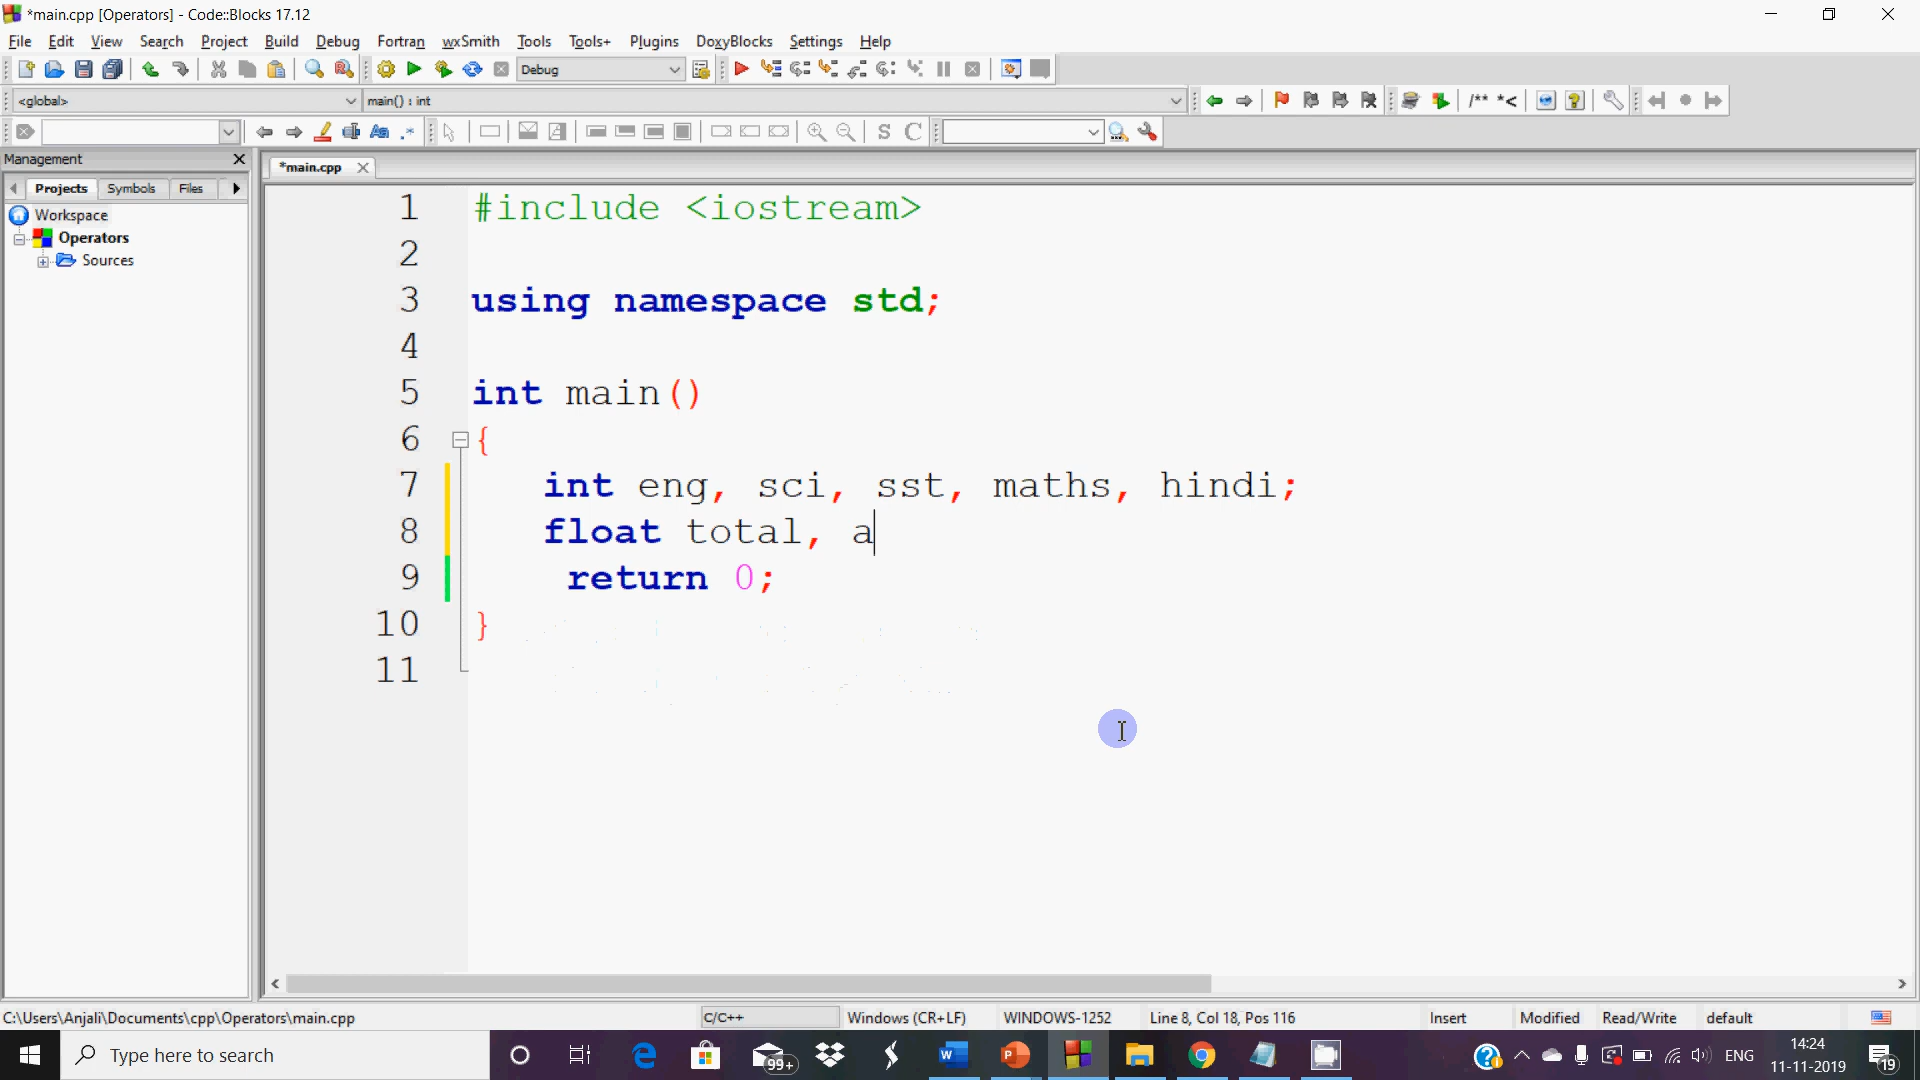 *main.cpp [Operators] - Code::Blocks 17.12
File Edit View Search Project Build Debug Fortran wxSmith Tools Tools+ Plugins DoxyBlocks Settings Help
Debug
<global> main() : int
/** *<
S C
Management
*main.cpp
Projects Symbols Files
Workspace
Operators
Sources
1 #include <iostream>
2
3 using namespace std;
4
5 int main()
6 {
7 int eng, sci, sst, maths, hindi;
8 float total, a
9 return 0;
10 }
11
C:\Users\Anjali\Documents\cpp\Operators\main.cpp C/C++ Windows (CR+LF) WINDOWS-1252 Line 8, Col 18, Pos 116 Insert Modified Read/Write default
Type here to search
99+
ENG
14:24
11-11-2019
19